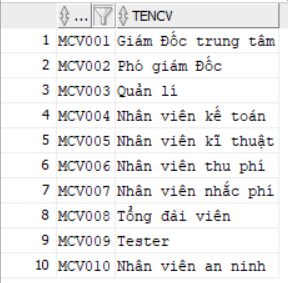 ... TENCV
1 MCV001 Giám Đốc trung tâm
2 MCV002 Phó giám Đốc
3 MCV003 Quản lí
4 MCV004 Nhân viên kế toán
5 MCV005 Nhân viên kĩ thuật
6 MCV006 Nhân viên thu phí
7 MCV007 Nhân viên nhắc phí
8 MCV008 Tổng đài viên
9 MCV009 Tester
10 MCV010 Nhân viên an ninh